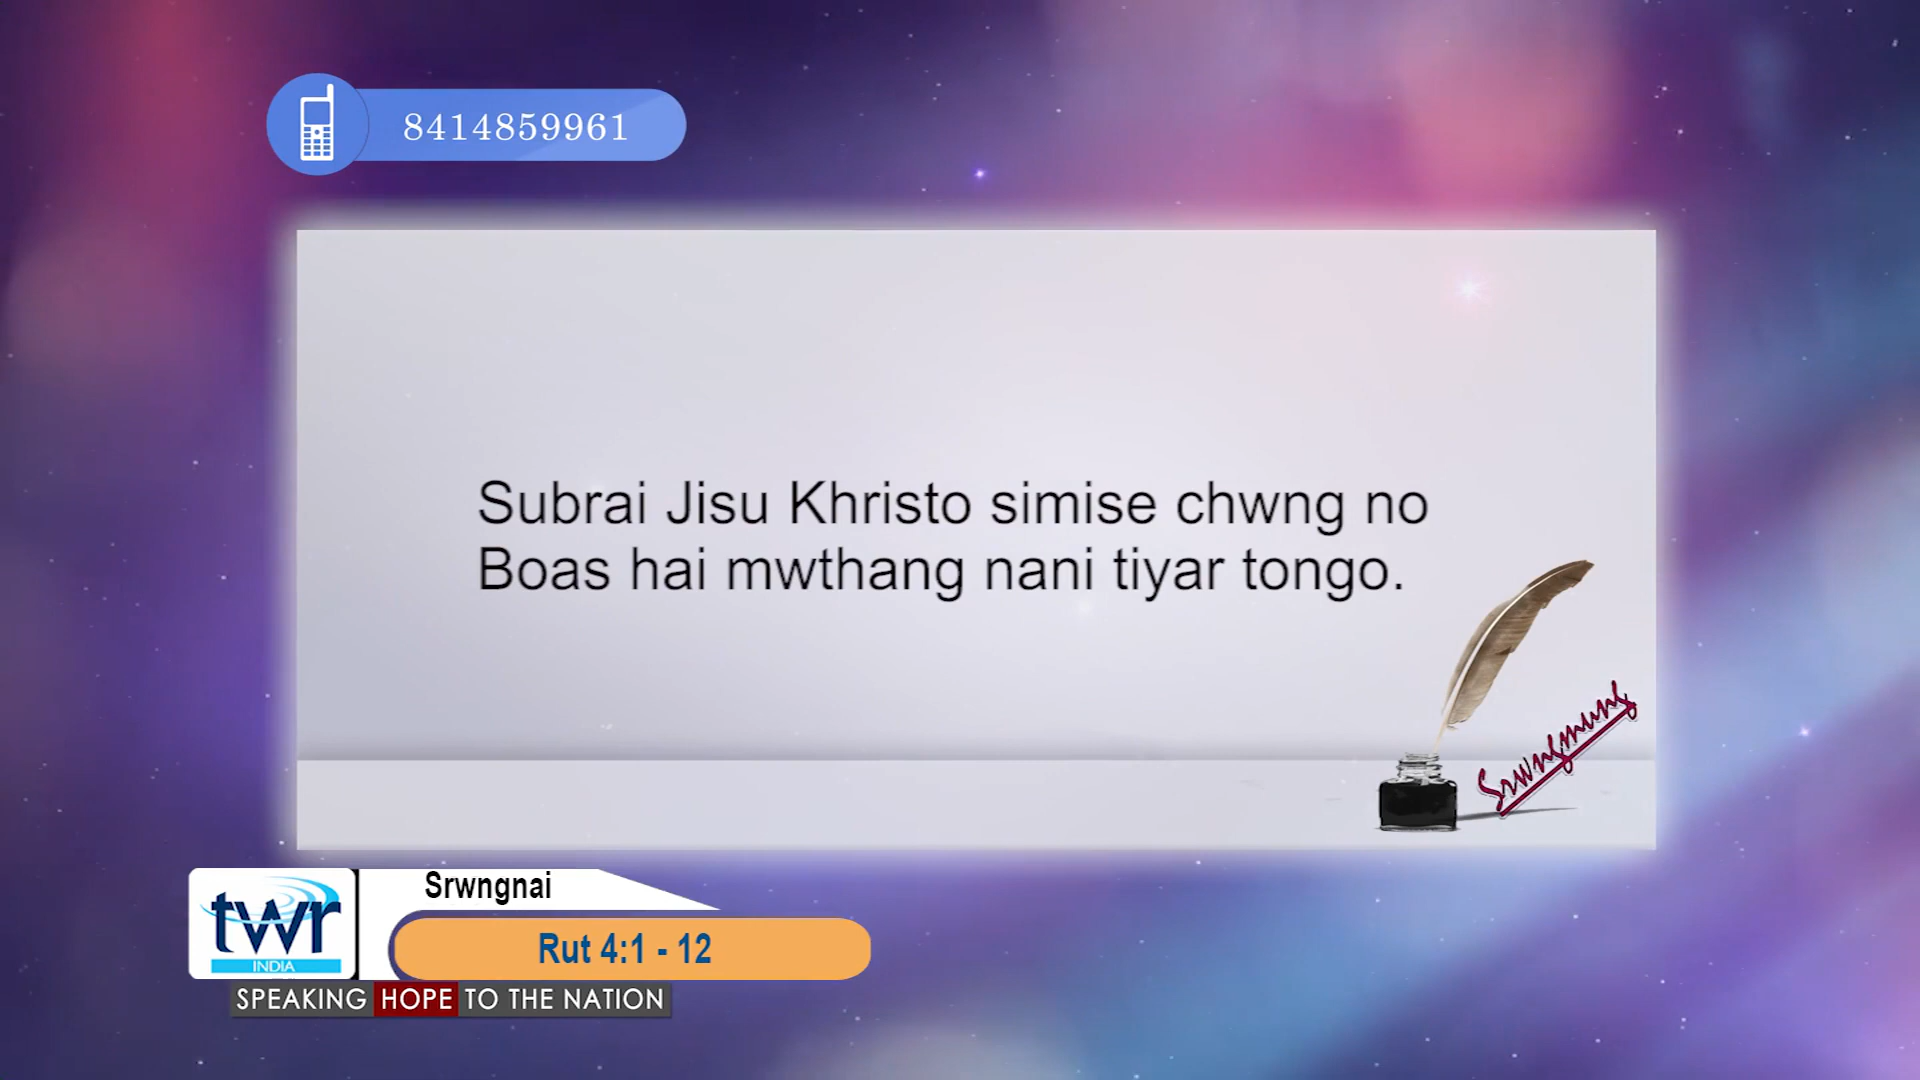 8414859961
Subrai Jisu Khristo simise chwng no
Boas hai mwthang nani tiyar tongo.
Srwngmung
twr
INDIA
Srwngnai
Rut 4:1 - 12
SPEAKING HOPE TO THE NATION